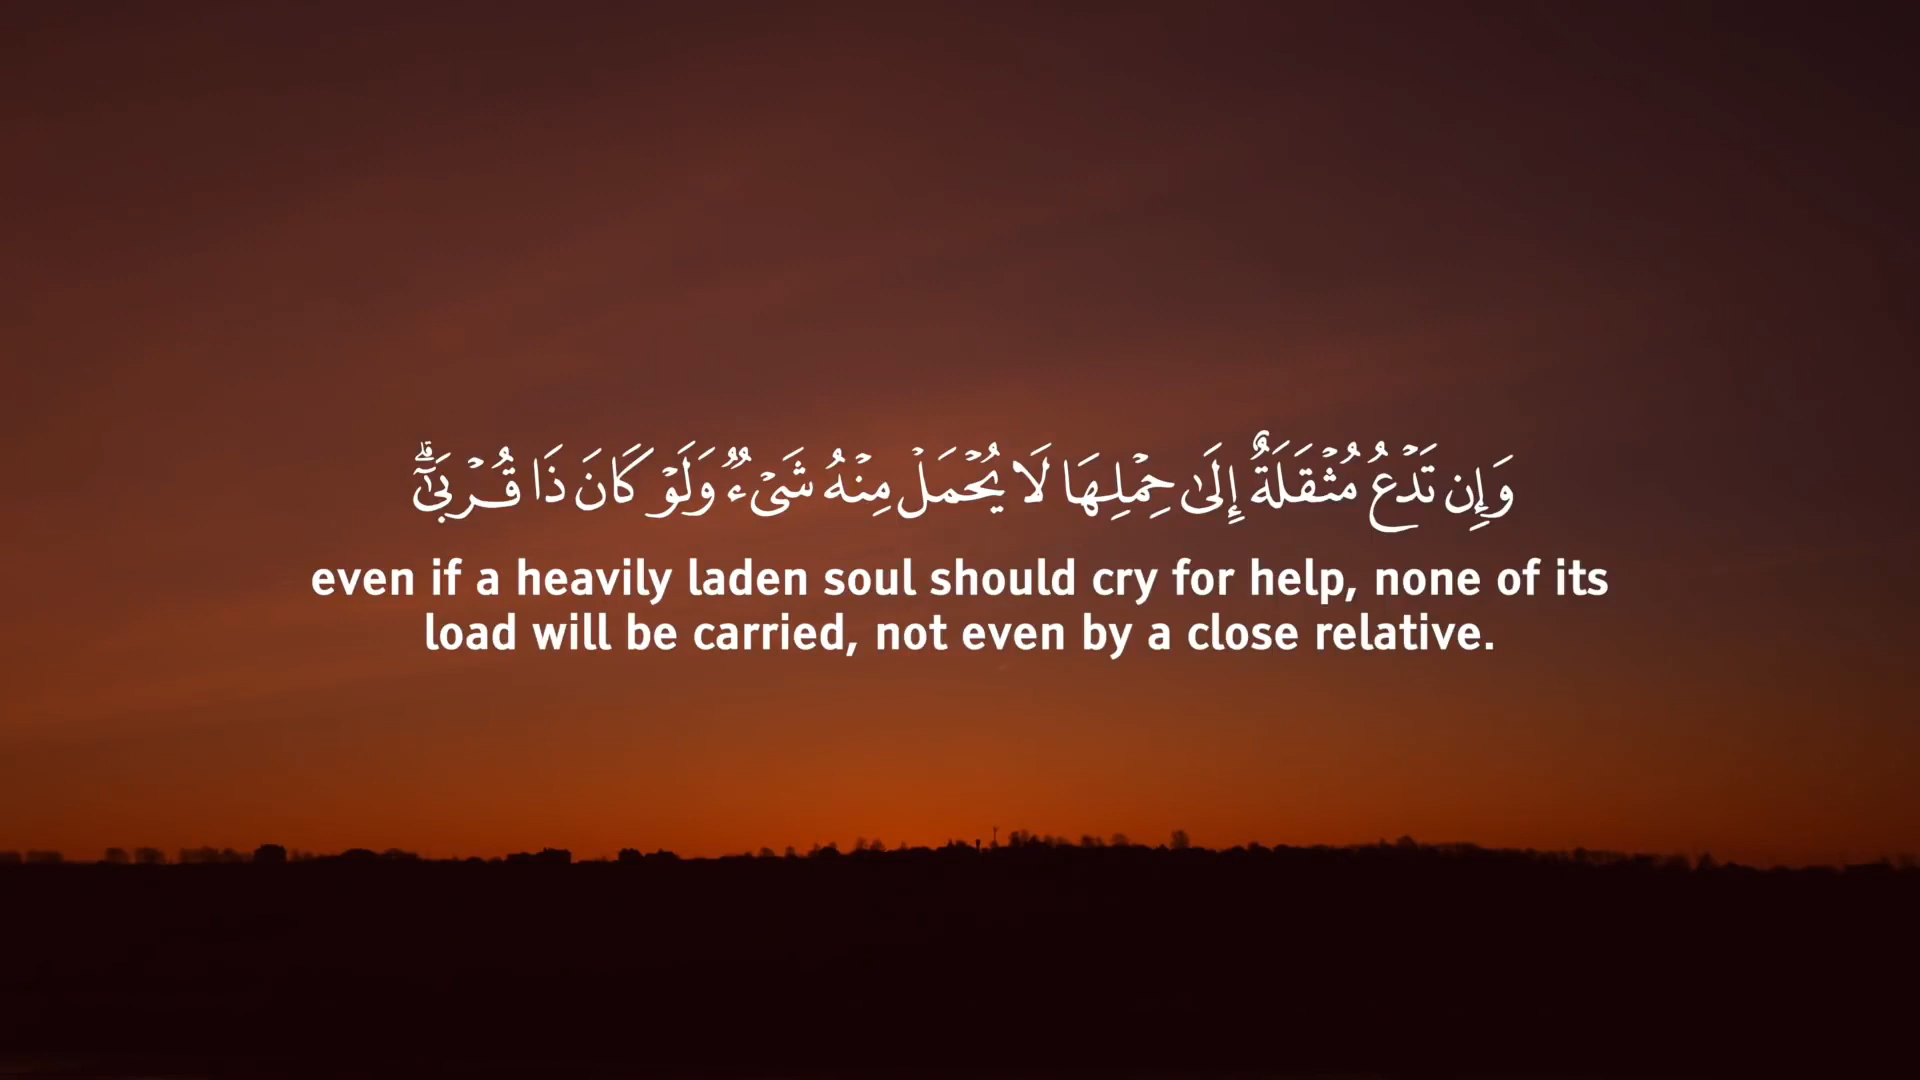 وَإِن تَدْعُ مُثْقَلَةٌ إِلَىٰ حِمْلِهَا لَا يُحْمَلْ مِنْهُ شَىْءٌ وَلَوْ كَانَ ذَا قُرْبَىٰٓ ۗ
even if a heavily laden soul should cry for help, none of its
load will be carried, not even by a close relative.